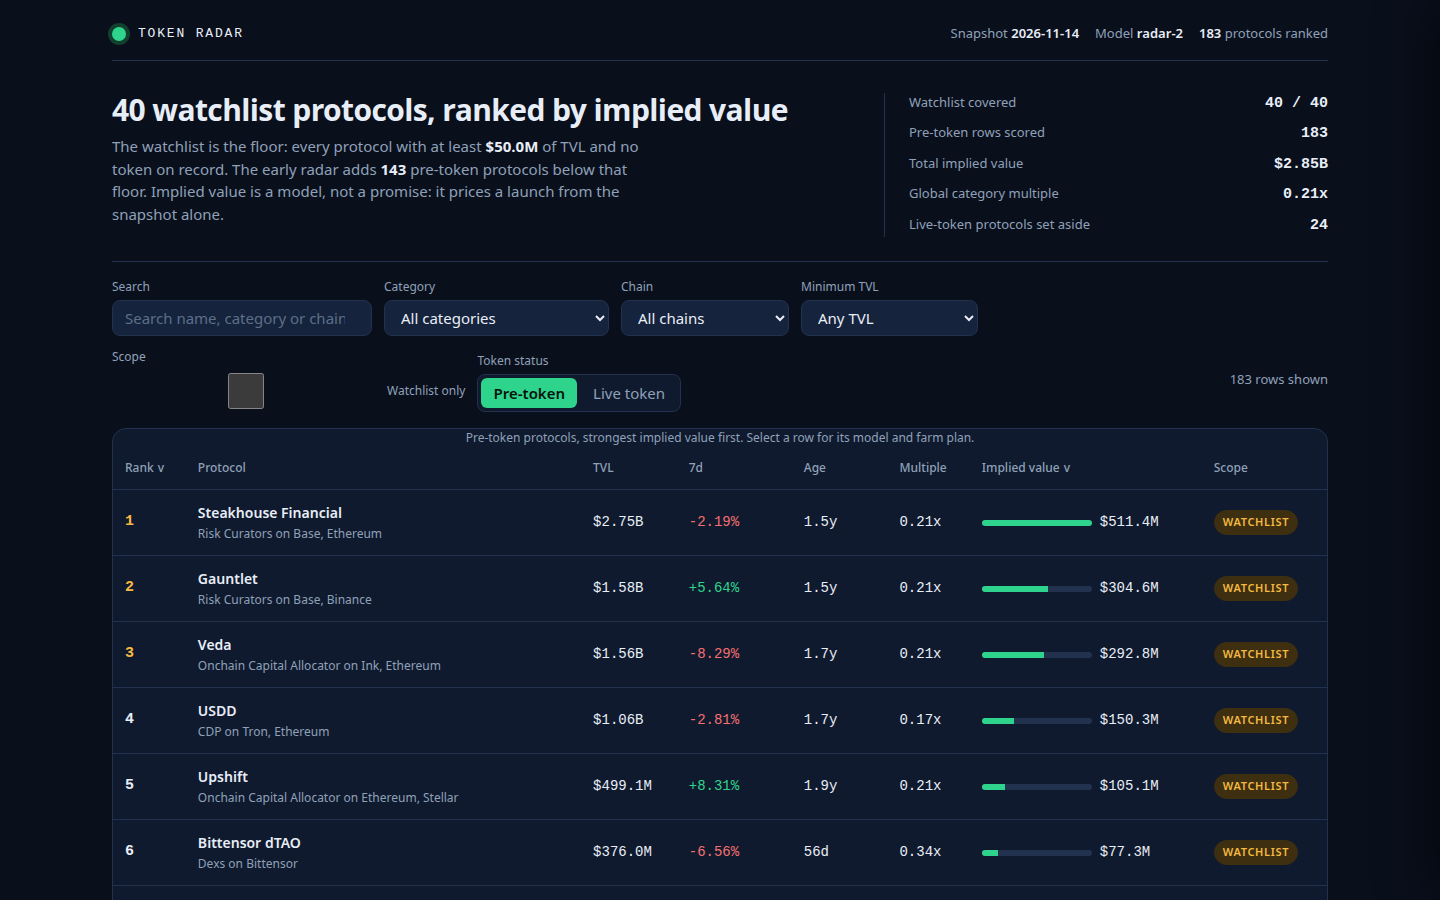 TOKEN RADAR
Snapshot 2026-11-14 Model radar-2 183 protocols ranked
40 watchlist protocols, ranked by implied value
The watchlist is the floor: every protocol with at least $50.0M of TVL and no
token on record. The early radar adds 143 pre-token protocols below that
floor. Implied value is a model, not a promise: it prices a launch from the
snapshot alone.
Watchlist covered 40 / 40
Pre-token rows scored 183
Total implied value $2.85B
Global category multiple 0.21x
Live-token protocols set aside 24
Search Category Chain Minimum TVL
Search name, category or chain All categories All chains Any TVL
Scope Token status
Watchlist only Pre-token Live token 183 rows shown
Pre-token protocols, strongest implied value first. Select a row for its model and farm plan.
Rank v Protocol TVL 7d Age Multiple Implied value v Scope
1 Steakhouse Financial $2.75B -2.19% 1.5y 0.21x $511.4M WATCHLIST
Risk Curators on Base, Ethereum
2 Gauntlet $1.58B +5.64% 1.5y 0.21x $304.6M WATCHLIST
Risk Curators on Base, Binance
3 Veda $1.56B -8.29% 1.7y 0.21x $292.8M WATCHLIST
Onchain Capital Allocator on Ink, Ethereum
4 USDD $1.06B -2.81% 1.7y 0.17x $150.3M WATCHLIST
CDP on Tron, Ethereum
5 Upshift $499.1M +8.31% 1.9y 0.21x $105.1M WATCHLIST
Onchain Capital Allocator on Ethereum, Stellar
6 Bittensor dTAO $376.0M -6.56% 56d 0.34x $77.3M WATCHLIST
Dexs on Bittensor